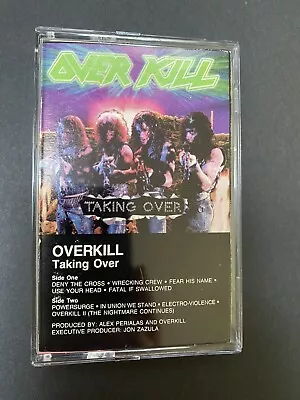 OVER KILL
TAKING OVER
OVERKILL
Taking Over
Side One
DENY THE CROSS • WRECKING CREW • FEAR HIS NAME •
USE YOUR HEAD • FATAL IF SWALLOWED
Side Two
POWERSURGE • IN UNION WE STAND • ELECTRO-VIOLENCE •
OVERKILL II (THE NIGHTMARE CONTINUES)
PRODUCED BY: ALEX PERIALAS AND OVERKILL
EXECUTIVE PRODUCER: JON ZAZULA